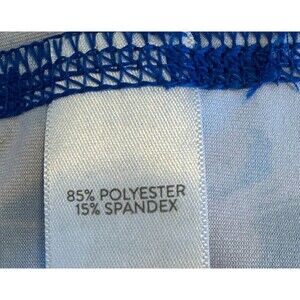 85% POLYESTER
15% SPANDEX